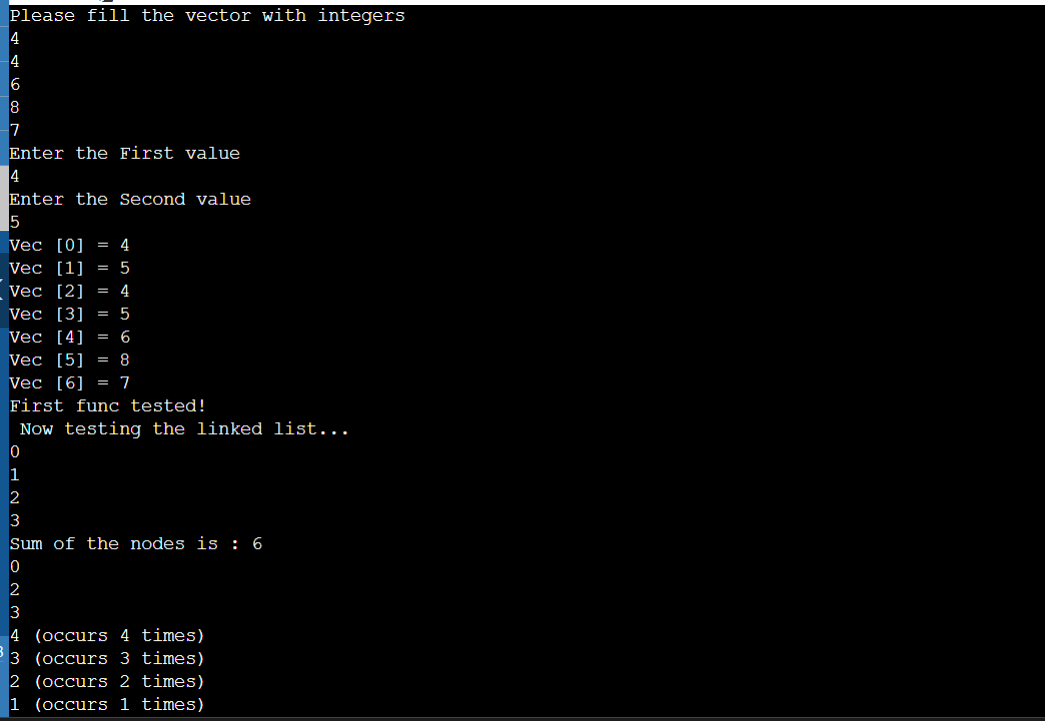 Please fill the vector with integers
4
4
6
8
7
Enter the First value
4
Enter the Second value
5
Vec [0] = 4
Vec [1] = 5
Vec [2] = 4
Vec [3] = 5
Vec [4] = 6
Vec [5] = 8
Vec [6] = 7
First func tested!
Now testing the linked list...
0
1
2
3
Sum of the nodes is : 6
0
2
3
4 (occurs 4 times)
3 (occurs 3 times)
2 (occurs 2 times)
1 (occurs 1 times)